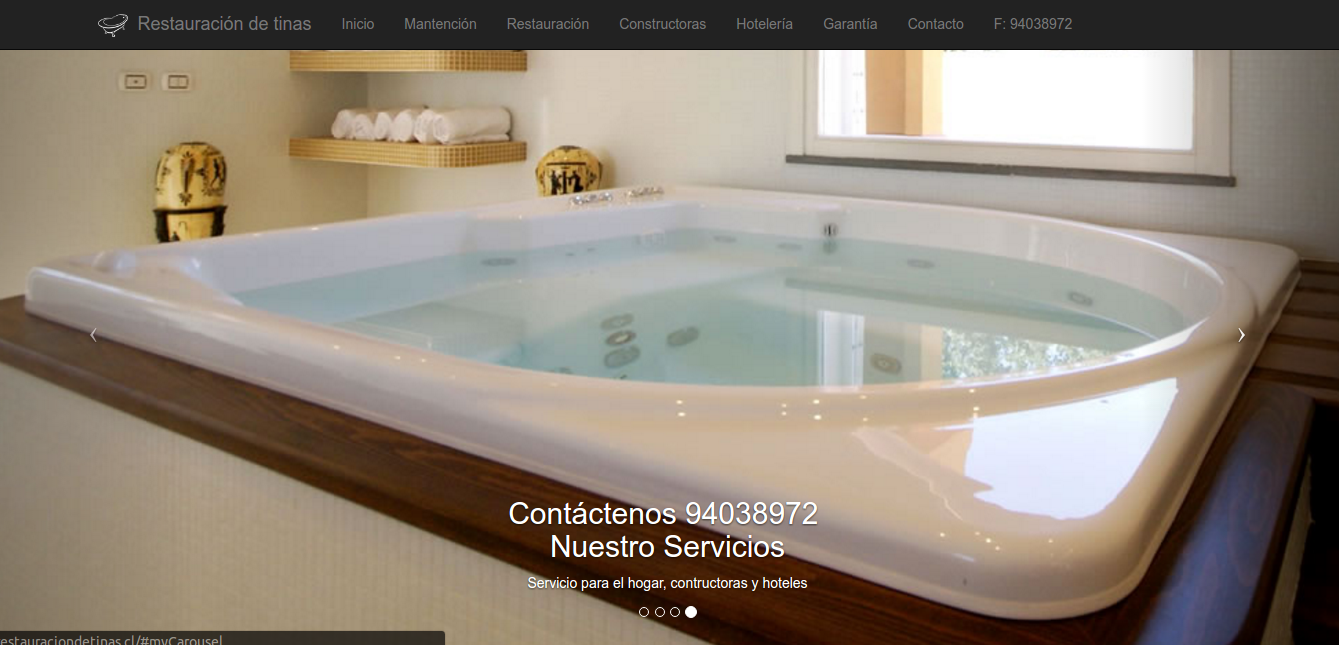 Restauración de tinas
Inicio
Mantención
Restauración
Constructoras
Hotelería
Garantía
Contacto
F: 94038972
Contáctenos 94038972
Nuestro Servicios
Servicio para el hogar, contructoras y hoteles
estauraciondetinas.cl/#myCarousel